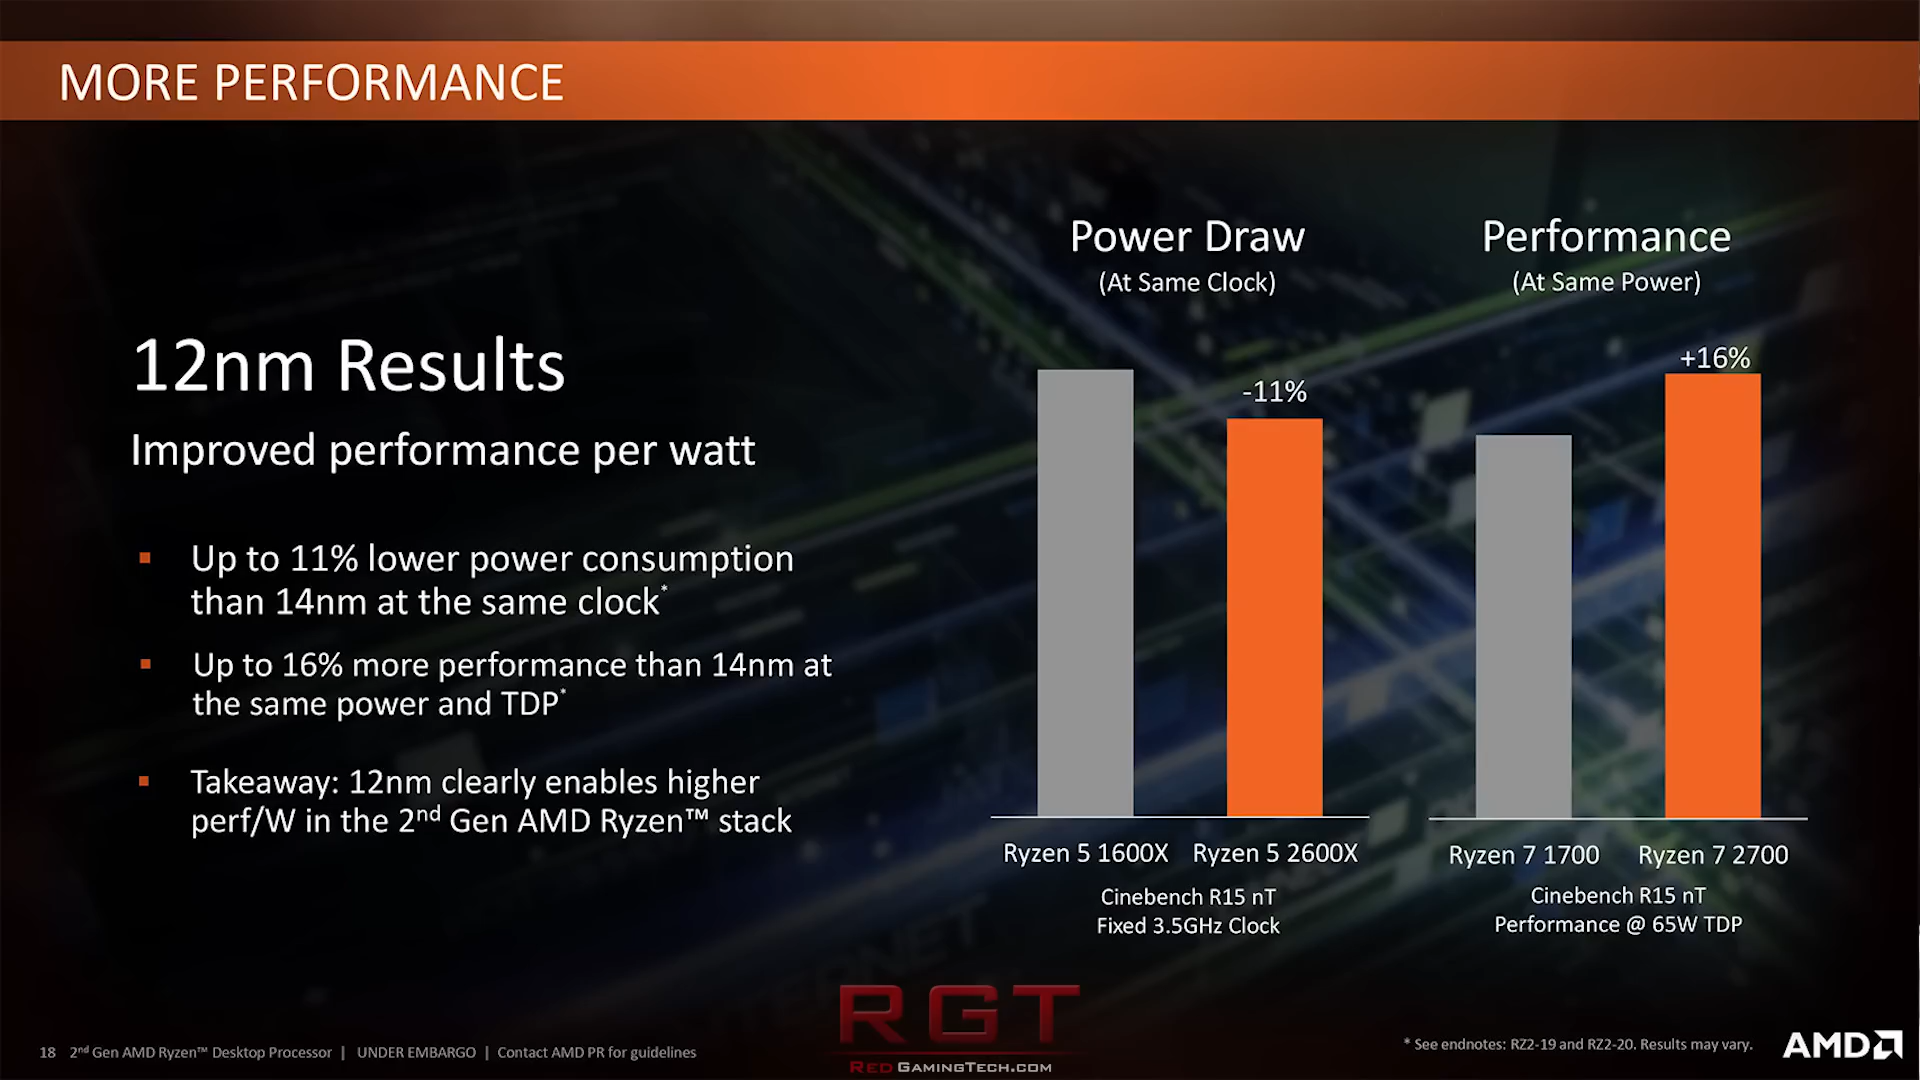 MORE PERFORMANCE
12nm Results
Improved performance per watt
▪ Up to 11% lower power consumption
than 14nm at the same clock*
▪ Up to 16% more performance than 14nm at
the same power and TDP*
▪ Takeaway: 12nm clearly enables higher
perf/W in the 2nd Gen AMD Ryzen™ stack
Power Draw
(At Same Clock)
-11%
Ryzen 5 1600X Ryzen 5 2600X
Cinebench R15 nT
Fixed 3.5GHz Clock
Performance
(At Same Power)
+16%
Ryzen 7 1700 Ryzen 7 2700
Cinebench R15 nT
Performance @ 65W TDP
RGT
RED GAMINGTECH.COM
18 2nd Gen AMD Ryzen™ Desktop Processor | UNDER EMBARGO | Contact AMD PR for guidelines
* See endnotes: RZ2-19 and RZ2-20. Results may vary.
AMD